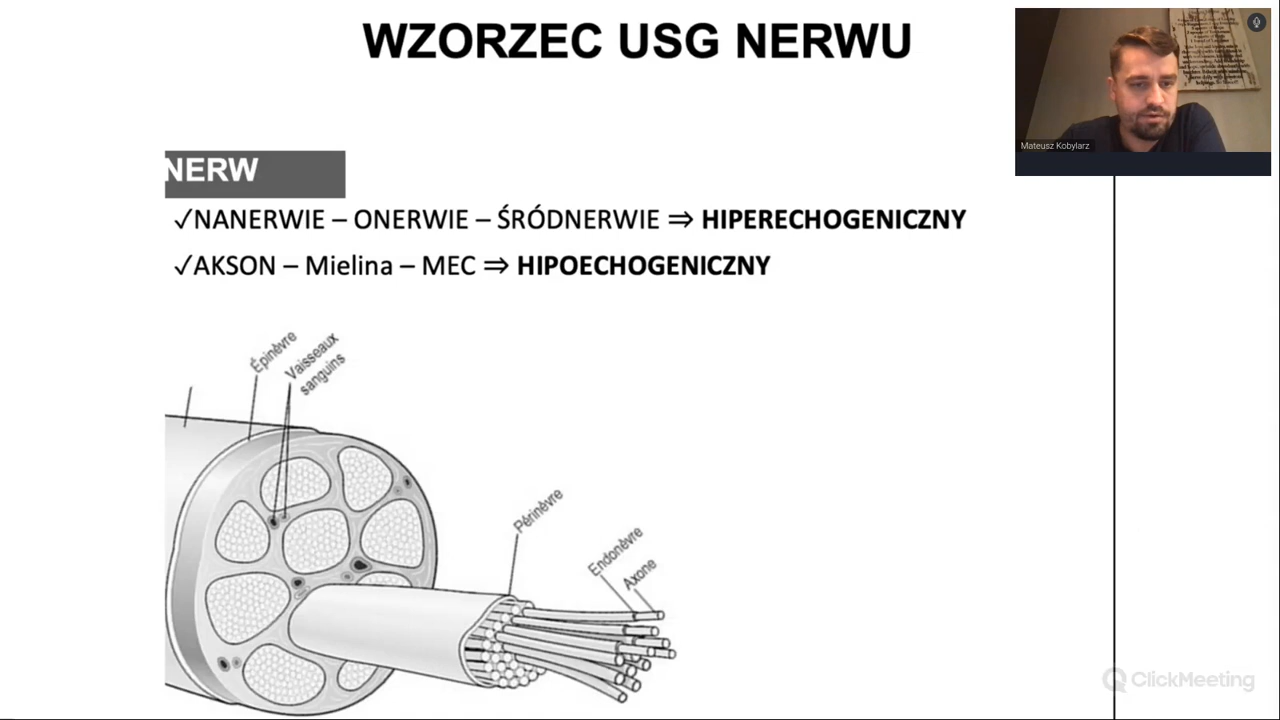 WZORZEC USG NERWU
Mateusz Kobylarz
NERW
✓NANERWIE – ONERWIE – ŚRÓDNERWIE ⇒ HIPERECHOGENICZNY
✓AKSON – Mielina – MEC ⇒ HIPOECHOGENICZNY
Épinèvre
Vaisseaux
sanguins
Périnèvre
Endonèvre
Axone
ClickMeeting